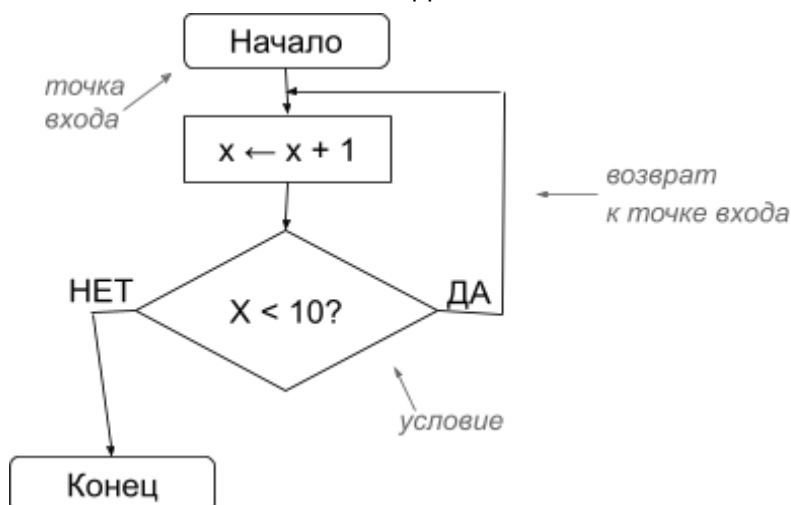 Начало
точка
входа
x ← x + 1
возврат
к точке входа
НЕТ
X < 10?
ДА
условие
Конец